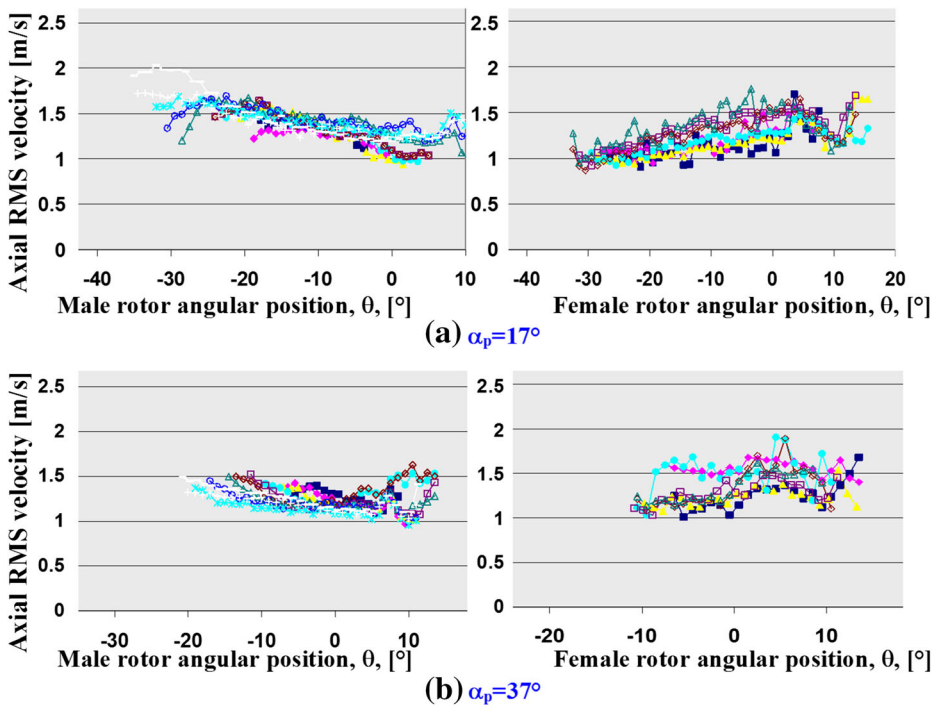 Axial RMS velocity [m/s]
2.5
2
1.5
1
0.5
0
-40 -30 -20 -10 0 10
Male rotor angular position, θ, [°]
2.5
2
1.5
1
0.5
0
-40 -30 -20 -10 0 10 20
Female rotor angular position, θ, [°]
(a) αp=17°
Axial RMS velocity [m/s]
2.5
2
1.5
1
0.5
0
-30 -20 -10 0 10
Male rotor angular position, θ, [°]
2.5
2
1.5
1
0.5
0
-20 -10 0 10
Female rotor angular position, θ, [°]
(b) αp=37°